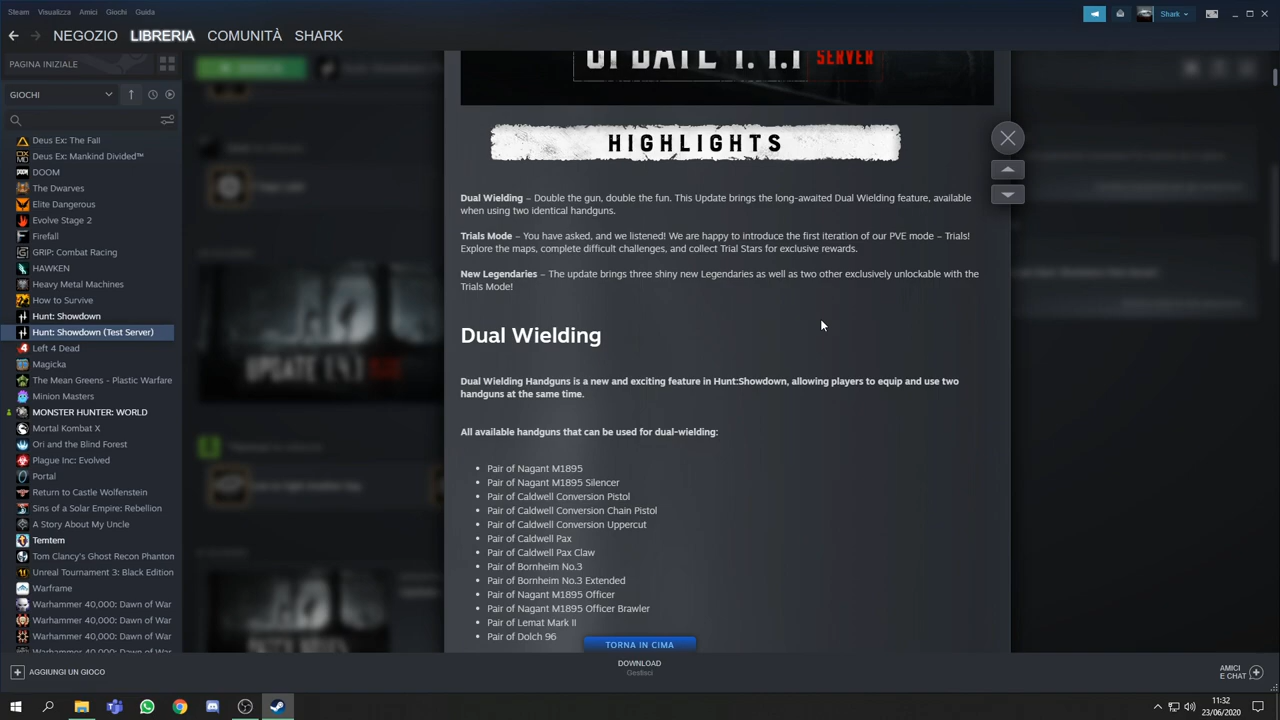 Steam Visualizza Amici Giochi Guida
Shark
NEGOZIO LIBRERIA COMUNITÀ SHARK
PAGINA INIZIALE
GIOCHI
Deus Ex: The Fall
Deus Ex: Mankind Divided™
DOOM
The Dwarves
Elite Dangerous
Evolve Stage 2
Firefall
GRIP: Combat Racing
HAWKEN
Heavy Metal Machines
How to Survive
Hunt: Showdown
Hunt: Showdown (Test Server)
Left 4 Dead
Magicka
The Mean Greens - Plastic Warfare
Minion Masters
MONSTER HUNTER: WORLD
Mortal Kombat X
Ori and the Blind Forest
Plague Inc: Evolved
Portal
Return to Castle Wolfenstein
Sins of a Solar Empire: Rebellion
A Story About My Uncle
Temtem
Tom Clancy's Ghost Recon Phanton
Unreal Tournament 3: Black Edition
Warframe
Warhammer 40,000: Dawn of War
Warhammer 40,000: Dawn of War
Warhammer 40,000: Dawn of War
Warhammer 40,000: Dawn of War
AGGIUNGI UN GIOCO
UPDATE 1.4.1 SERVER
HIGHLIGHTS
Dual Wielding – Double the gun, double the fun. This Update brings the long-awaited Dual Wielding feature, available
when using two identical handguns.
Trials Mode – You have asked, and we listened! We are happy to introduce the first iteration of our PVE mode – Trials!
Explore the maps, complete difficult challenges, and collect Trial Stars for exclusive rewards.
New Legendaries – The update brings three shiny new Legendaries as well as two other exclusively unlockable with the
Trials Mode!
Dual Wielding
Dual Wielding Handguns is a new and exciting feature in Hunt:Showdown, allowing players to equip and use two
handguns at the same time.
All available handguns that can be used for dual-wielding:
• Pair of Nagant M1895
• Pair of Nagant M1895 Silencer
• Pair of Caldwell Conversion Pistol
• Pair of Caldwell Conversion Chain Pistol
• Pair of Caldwell Conversion Uppercut
• Pair of Caldwell Pax
• Pair of Caldwell Pax Claw
• Pair of Bornheim No.3
• Pair of Bornheim No.3 Extended
• Pair of Nagant M1895 Officer
• Pair of Nagant M1895 Officer Brawler
• Pair of Lemat Mark II
• Pair of Dolch 96
TORNA IN CIMA
UPDATE 1.4.1
DOWNLOAD
Gestisci
AMICI
E CHAT
11:32
23/06/2020